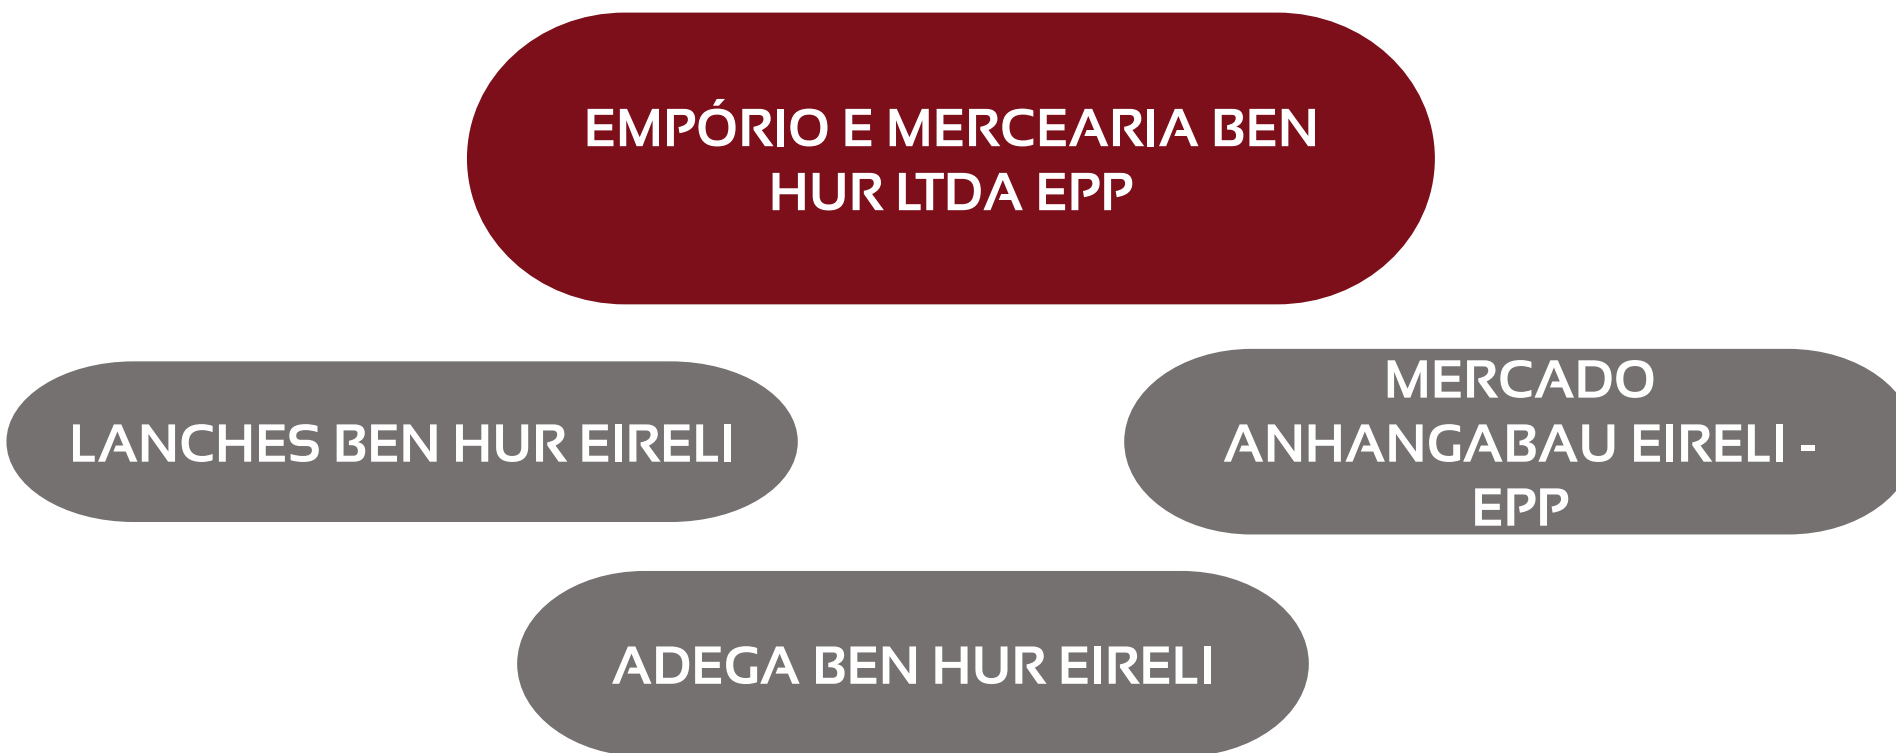 EMPÓRIO E MERCEARIA BEN
HUR LTDA EPP
LANCHES BEN HUR EIRELI
MERCADO
ANHANGABAU EIRELI -
EPP
ADEGA BEN HUR EIRELI